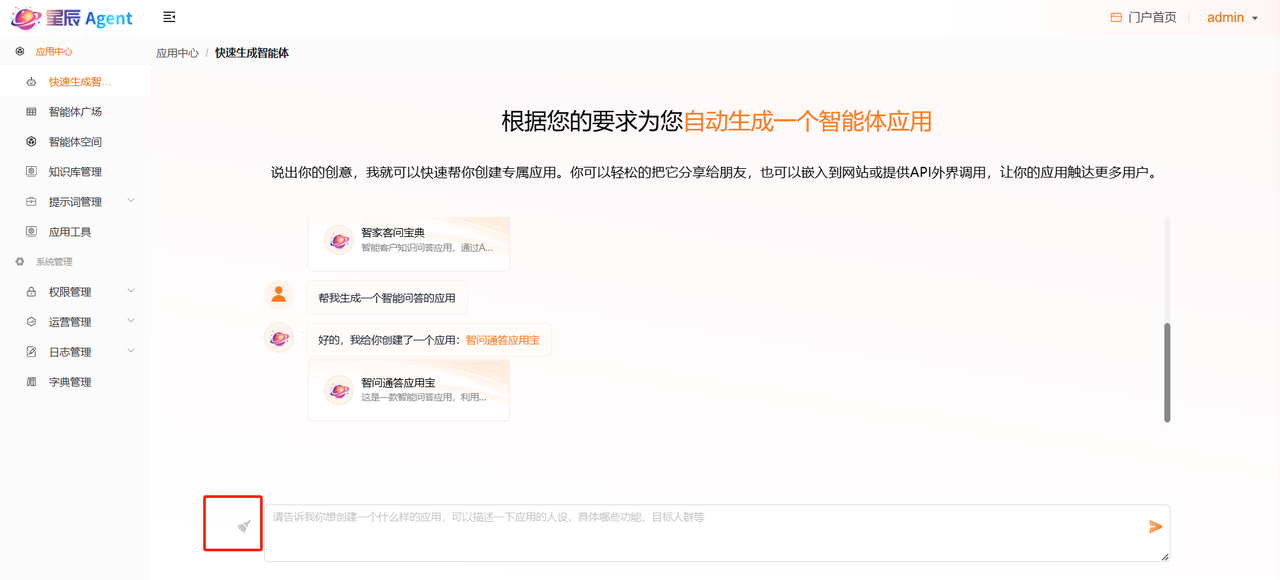 星辰 Agent
门户首页
admin
应用中心
快速生成智...
智能体广场
智能体空间
知识库管理
提示词管理
应用工具
系统管理
权限管理
运营管理
日志管理
字典管理
应用中心 / 快速生成智能体
根据您的要求为您自动生成一个智能体应用
说出你的创意，我就可以快速帮你创建专属应用。你可以轻松的把它分享给朋友，也可以嵌入到网站或提供API外界调用，让你的应用触达更多用户。
智家客问宝典
智能客户知识问答应用，通过A...
帮我生成一个智能问答的应用
好的，我给你创建了一个应用：智问通答应用宝
智问通答应用宝
这是一款智能问答应用，利用...
请告诉我你想创建一个什么样的应用，可以描述一下应用的人设，具体哪些功能、目标人群等